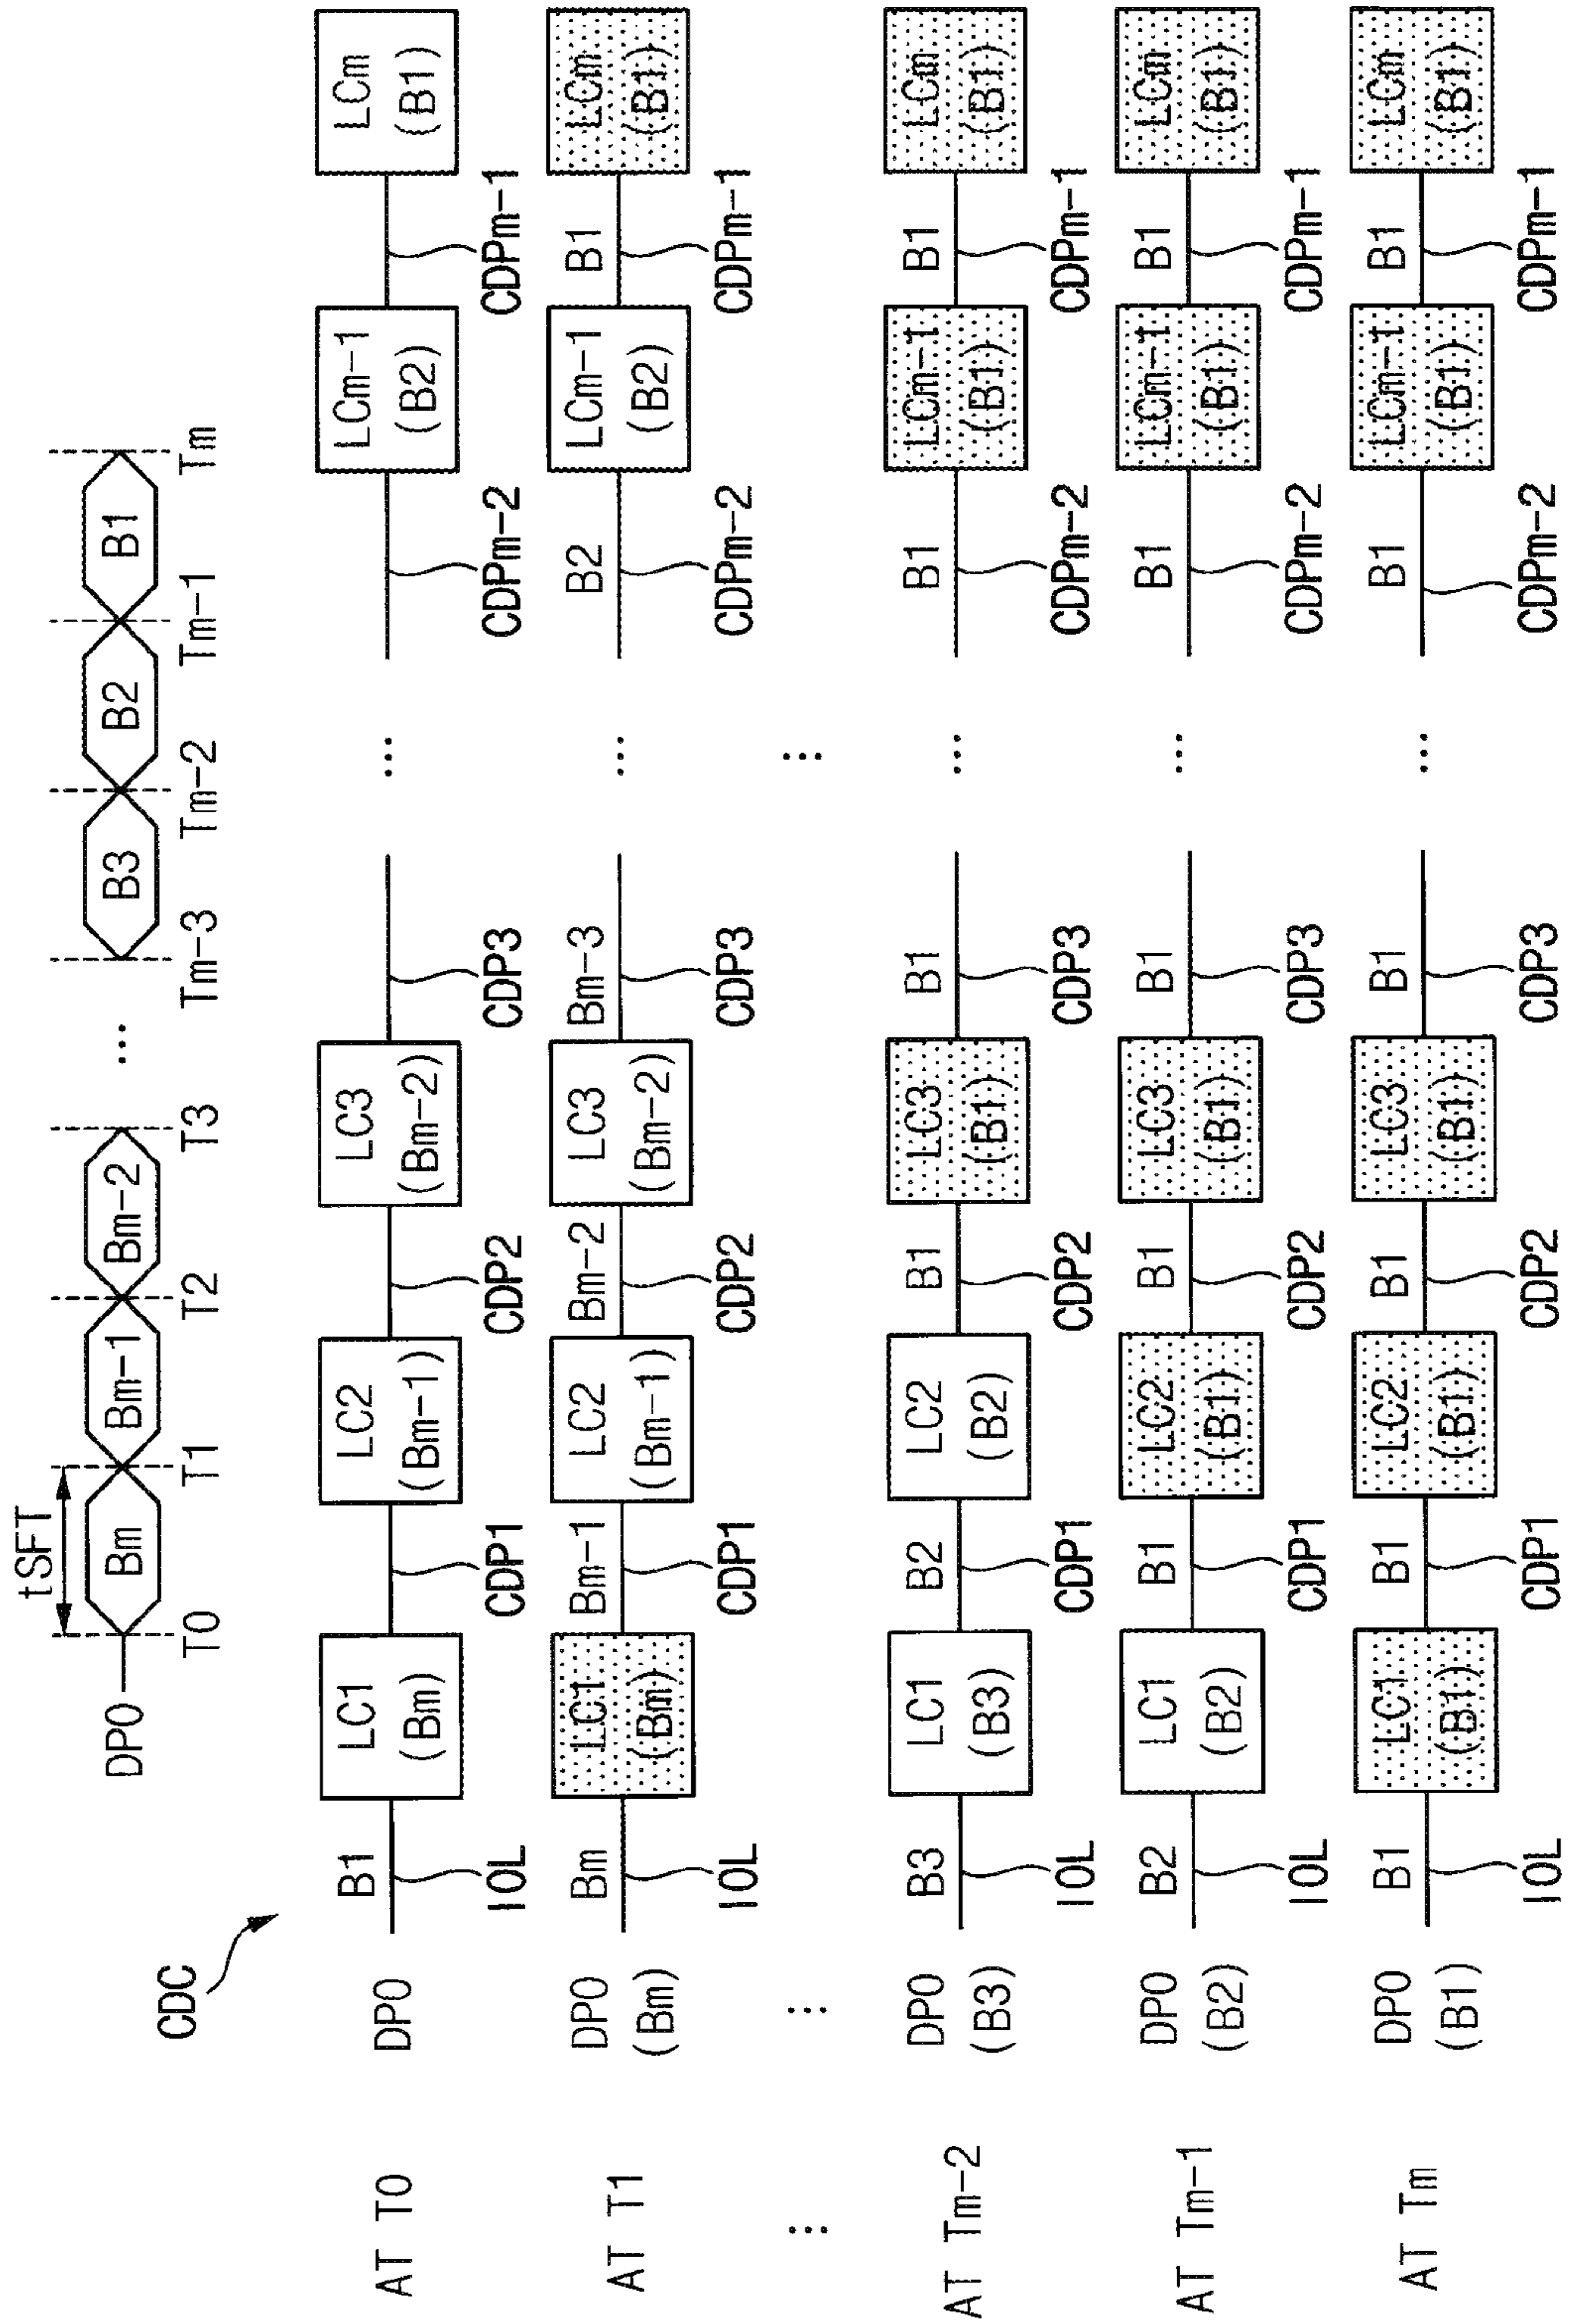 CDC
tSFT
DPO Bm Bm-1 Bm-2 ... B3 B2 B1
T0 T1 T2 T3 Tm-3 Tm-2 Tm-1 Tm
AT T0 DPO B1 LC1 LC2 LC3 ... LCm-1 LCm
(Bm) (Bm-1) (Bm-2) (B2) (B1)
IOL CDP1 CDP2 CDP3 CDPm-2 CDPm-1
AT T1 DPO Bm LC1 Bm-1 LC2 Bm-2 LC3 Bm-3 ... B2 LCm-1 B1 LCm
(Bm) (Bm) (Bm-1) (Bm-2) (B2) (B1)
IOL CDP1 CDP2 CDP3 CDPm-2 CDPm-1
... ... ...
AT Tm-2 DPO B3 LC1 B2 LC2 B1 LC3 B1 ... B1 LCm-1 B1 LCm
(B3) (B3) (B2) (B1) (B1) (B1)
IOL CDP1 CDP2 CDP3 CDPm-2 CDPm-1
AT Tm-1 DPO B2 LC1 B1 LC2 B1 LC3 B1 ... B1 LCm-1 B1 LCm
(B2) (B2) (B1) (B1) (B1) (B1)
IOL CDP1 CDP2 CDP3 CDPm-2 CDPm-1
AT Tm DPO B1 LC1 B1 LC2 B1 LC3 B1 ... B1 LCm-1 B1 LCm
(B1) (B1) (B1) (B1) (B1) (B1)
IOL CDP1 CDP2 CDP3 CDPm-2 CDPm-1